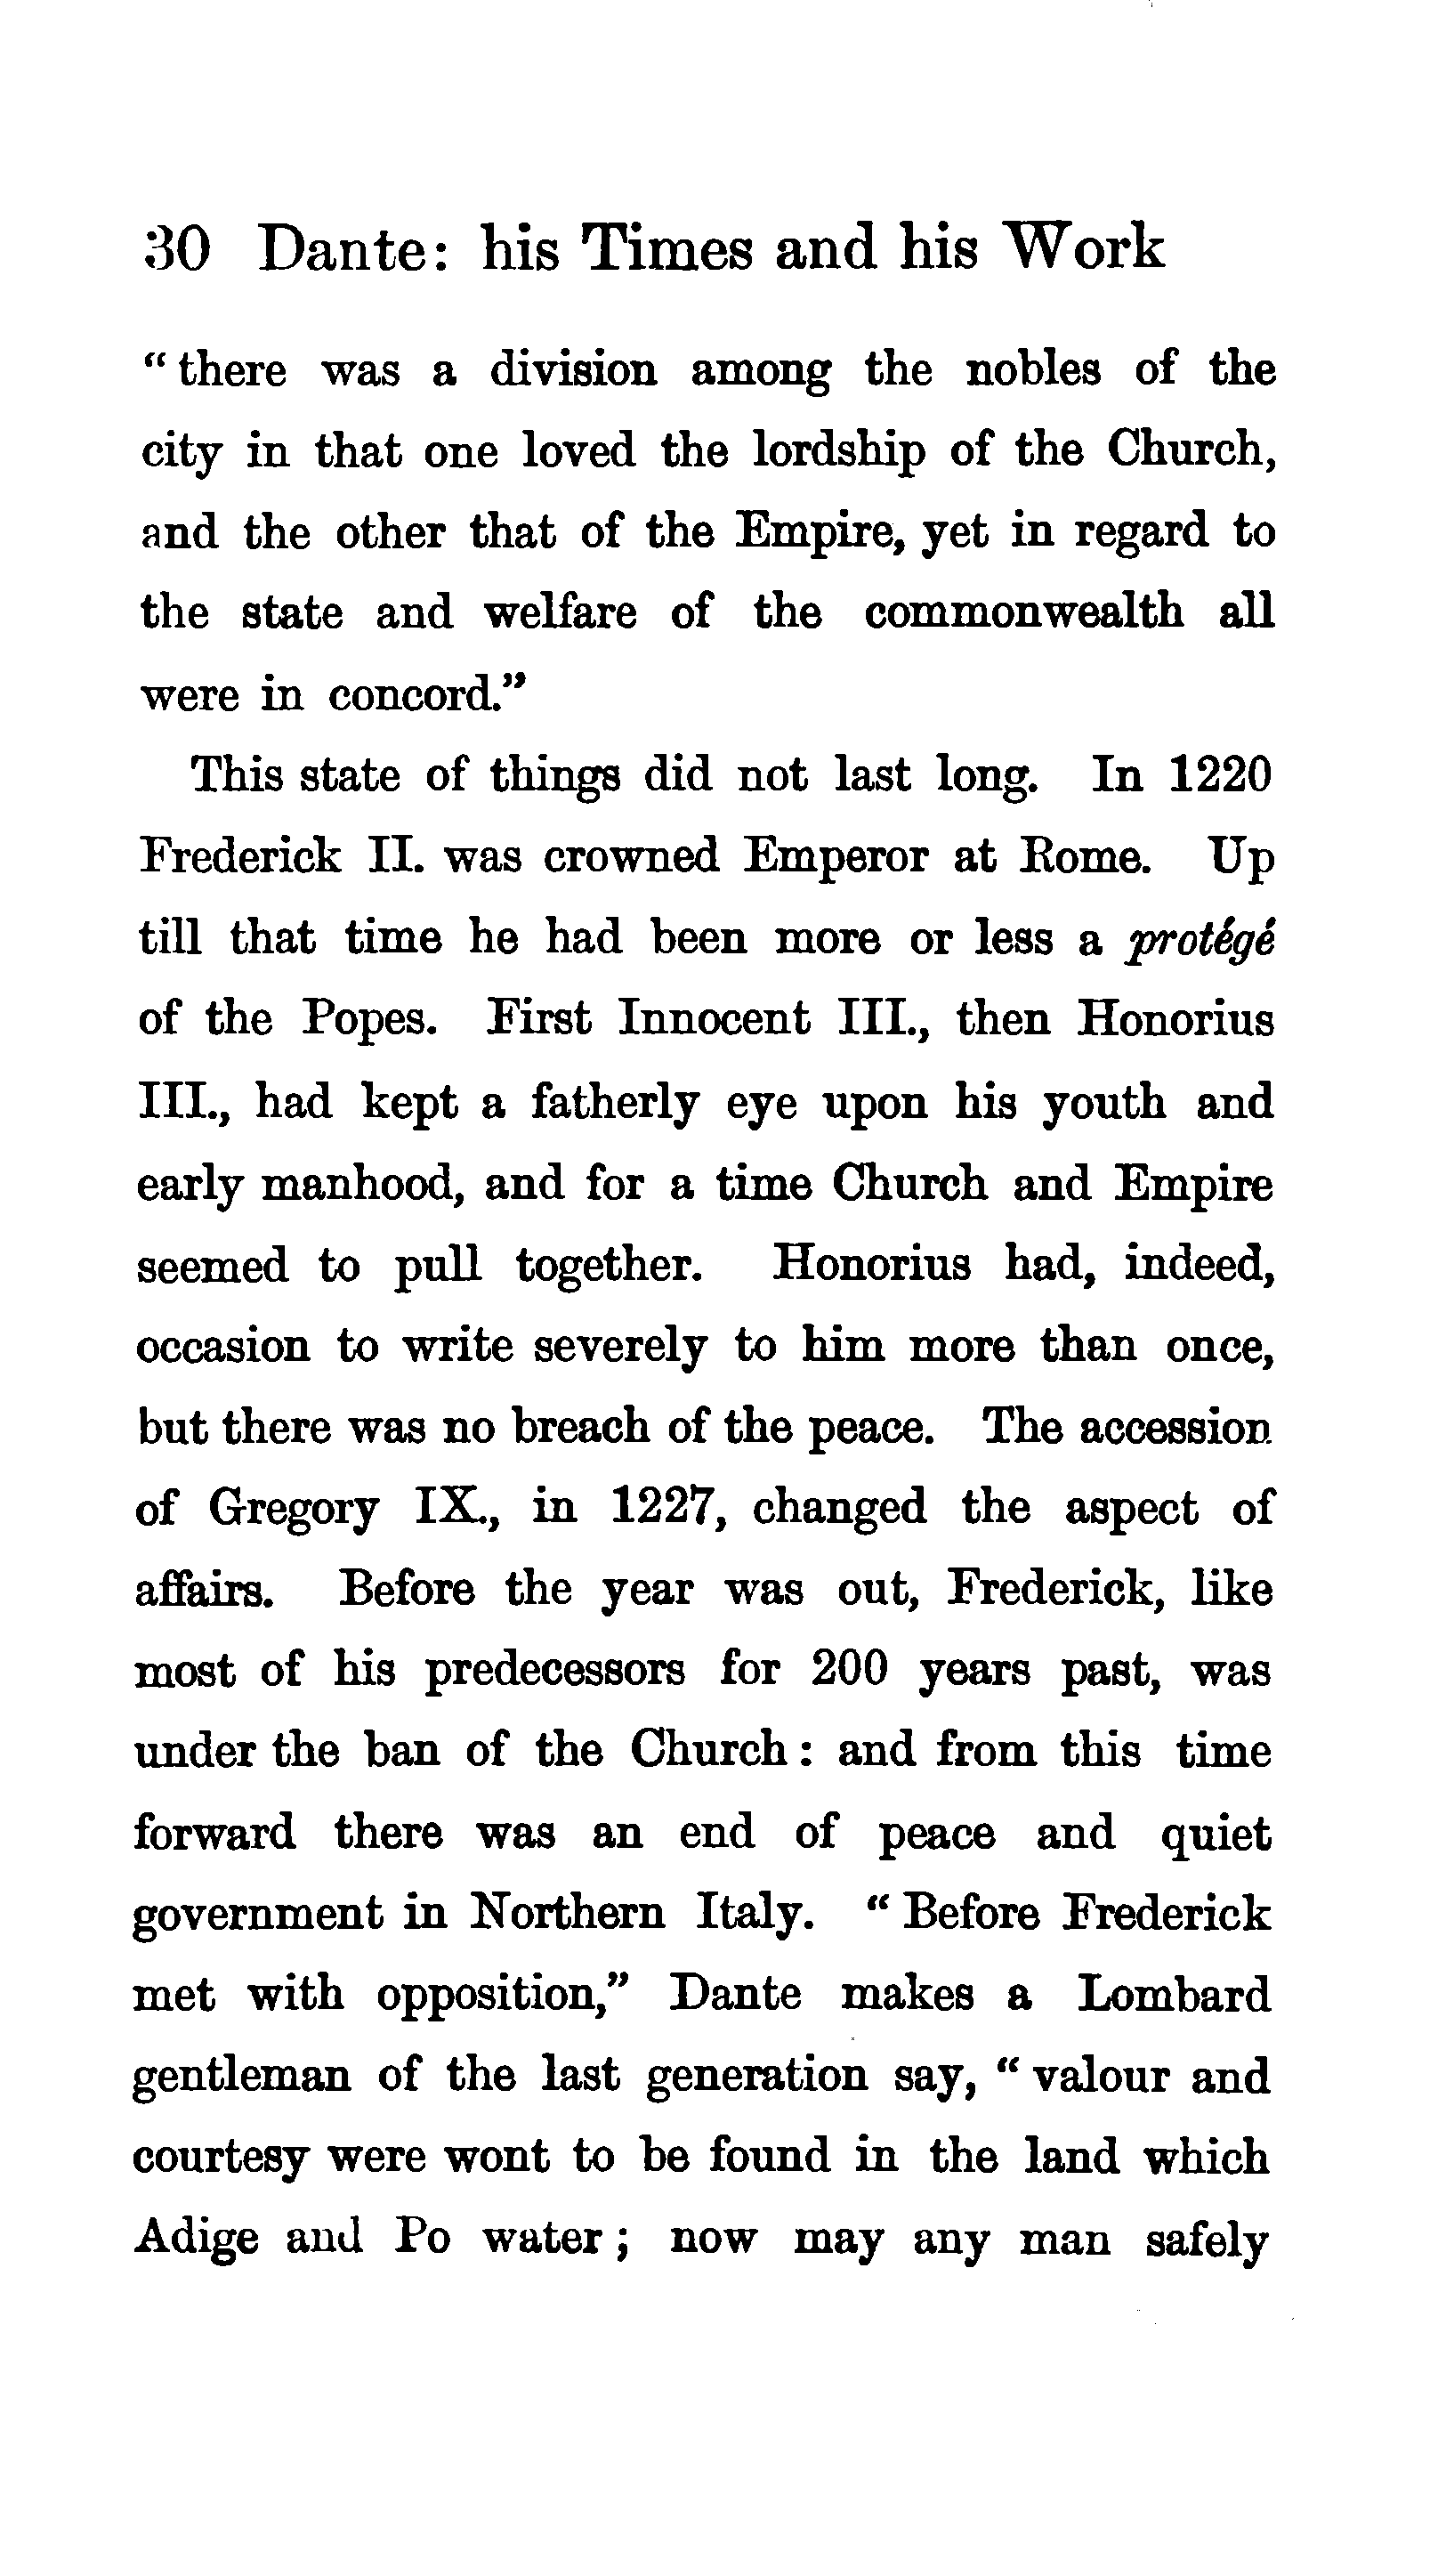 30 Dante: his Times and his Work
“there was a division among the nobles of the
city in that one loved the lordship of the Church,
and the other that of the Empire, yet in regard to
the state and welfare of the commonwealth all
were in concord.”
This state of things did not last long. In 1220
Frederick II. was crowned Emperor at Rome. Up
till that time he had been more or less a protégé
of the Popes. First Innocent III., then Honorius
III., had kept a fatherly eye upon his youth and
early manhood, and for a time Church and Empire
seemed to pull together. Honorius had, indeed,
occasion to write severely to him more than once,
but there was no breach of the peace. The accession
of Gregory IX., in 1227, changed the aspect of
affairs. Before the year was out, Frederick, like
most of his predecessors for 200 years past, was
under the ban of the Church: and from this time
forward there was an end of peace and quiet
government in Northern Italy. “Before Frederick
met with opposition,” Dante makes a Lombard
gentleman of the last generation say, “valour and
courtesy were wont to be found in the land which
Adige and Po water; now may any man safely